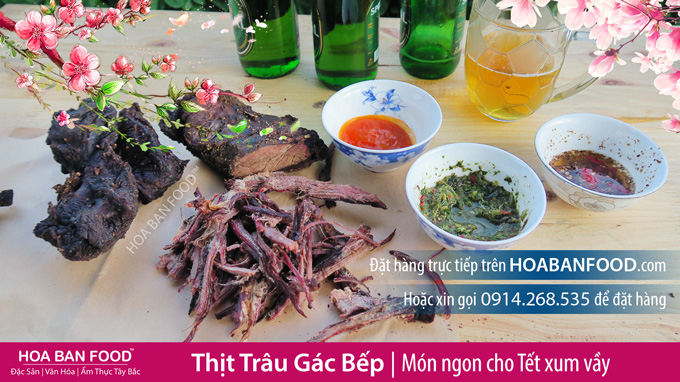 HOA BAN FOOD
Đặt hàng trực tiếp trên HOABANFOOD.com
Hoặc xin gọi 0914.268.535 để đặt hàng
HOA BAN FOOD™
Đặc Sản | Văn Hóa | Ẩm Thực Tây Bắc
Thịt Trâu Gác Bếp | Món ngon cho Tết xum vầy